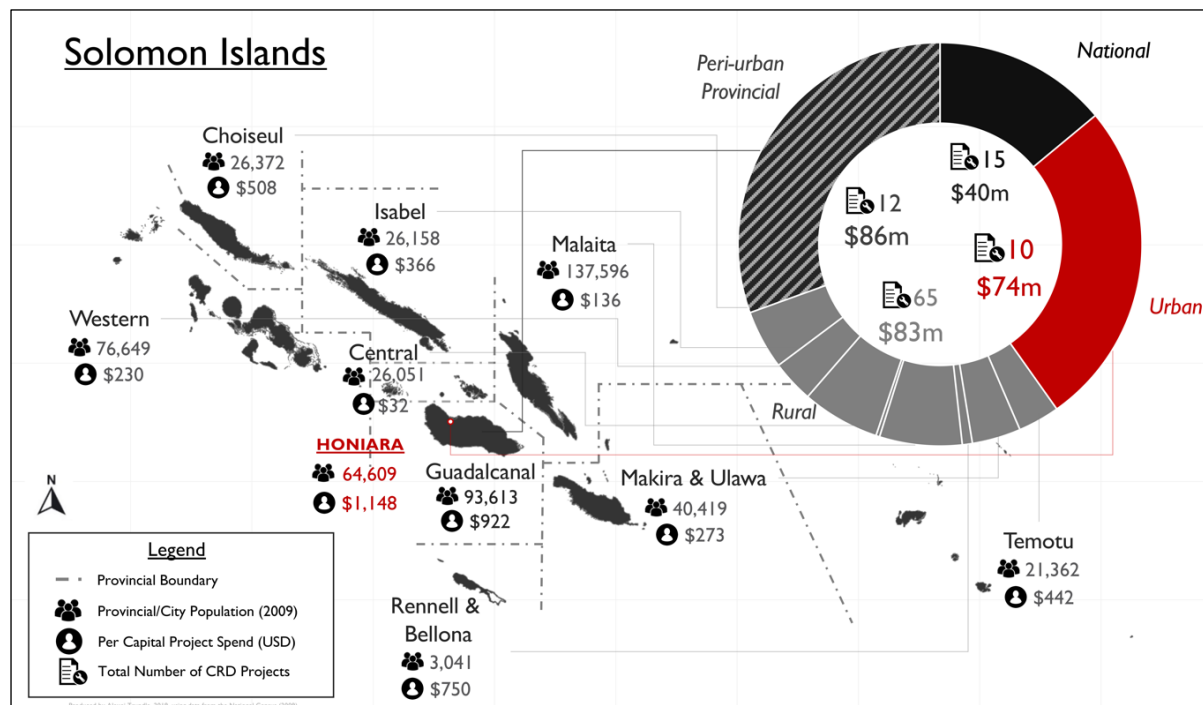 Solomon Islands
Peri-urban
Provincial
National
Choiseul
26,372
$508
15
$40m
12
$86m
Isabel
26,158
$366
Malaita
137,596
$136
10
$74m
65
$83m
Urban
Western
76,649
$230
Central
26,051
$32
Rural
HONIARA
64,609
$1,148
N
Guadalcanal
93,613
$922
Makira & Ulawa
40,419
$273
Temotu
21,362
$442
Rennell &
Bellona
3,041
$750
Legend
Provincial Boundary
Provincial/City Population (2009)
Per Capital Project Spend (USD)
Total Number of CRD Projects